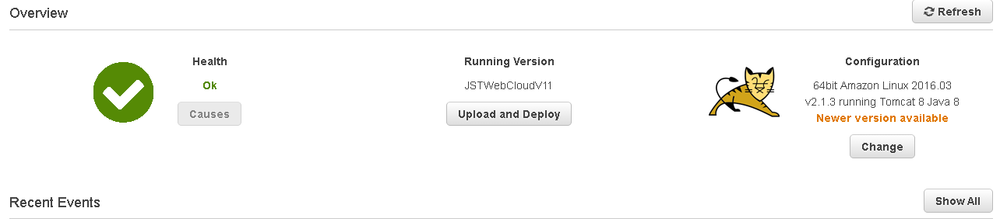 Overview
Refresh
Health
Ok
Causes
Running Version
JSTWebCloudV11
Upload and Deploy
Configuration
64bit Amazon Linux 2016.03
v2.1.3 running Tomcat 8 Java 8
Newer version available
Change
Recent Events
Show All